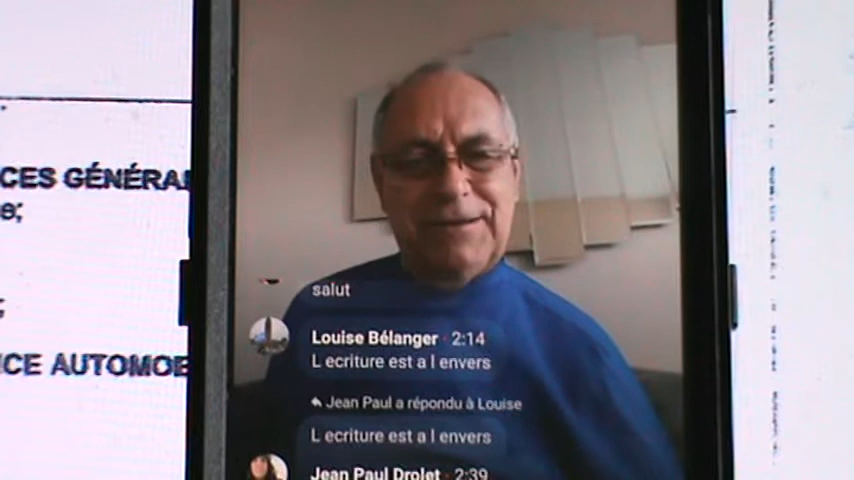 CES GÉNÉRA
e;
ICE AUTOMOB
salut
Louise Bélanger · 2:14
L ecriture est a l envers
Jean Paul a répondu à Louise
L ecriture est a l envers
Jean Paul Drolet · 2:39